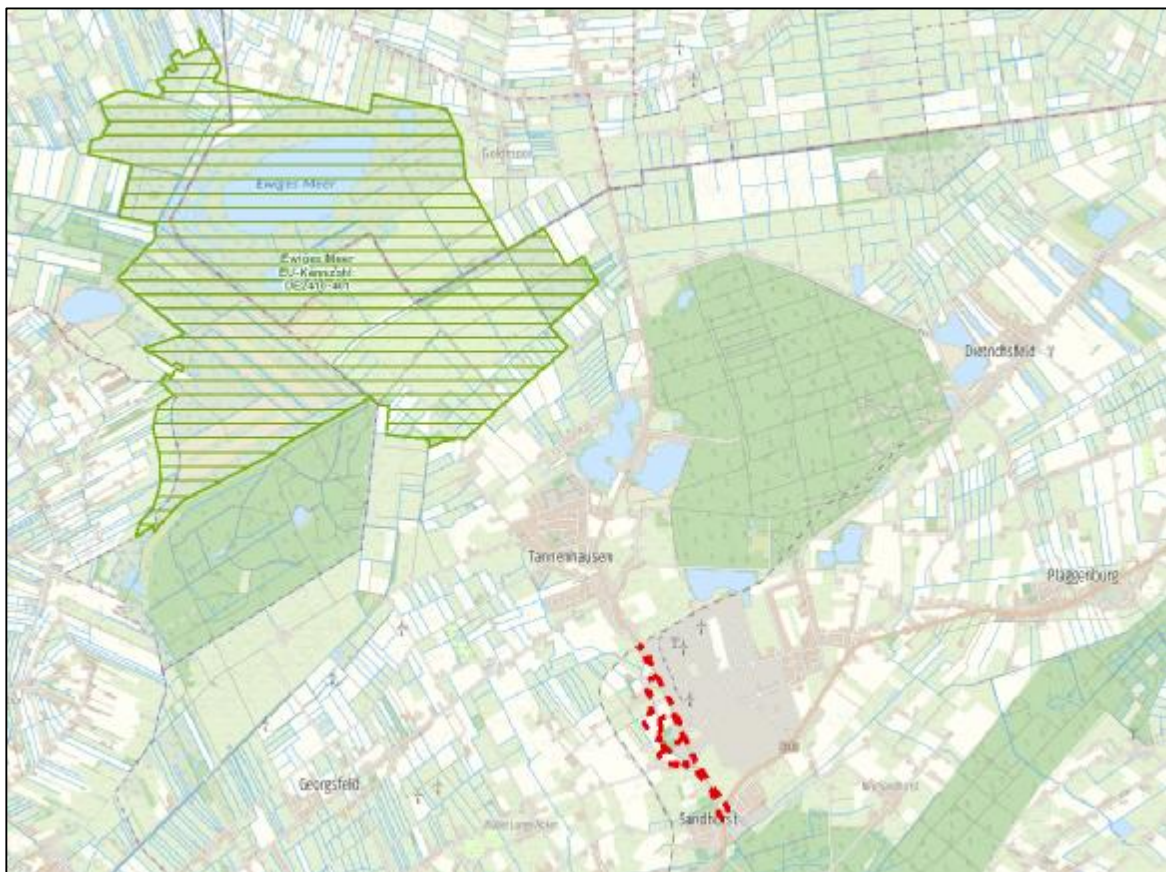 Ewiges Meer
Ewiges Meer
EU-Kennzahl
DE2410-401
Dietrichsfeld
Tannenhausen
Plaggenburg
Georgsfeld
Sandhorst